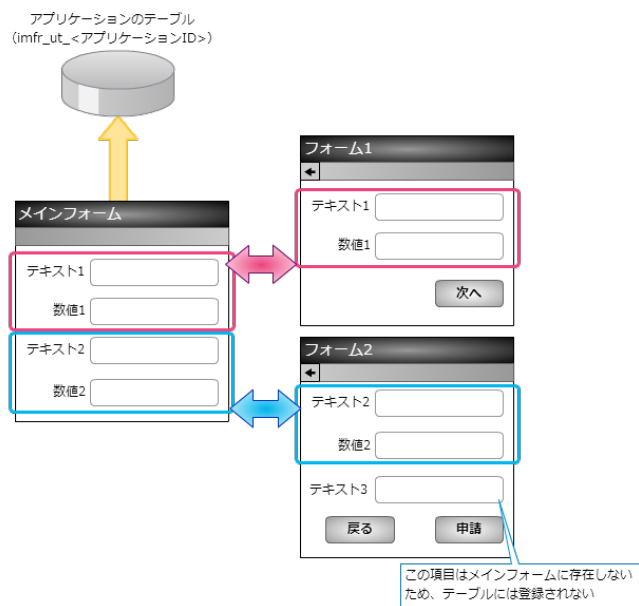 アプリケーションのテーブル
（imfr_ut_<アプリケーションID>）
メインフォーム
テキスト1
数値1
テキスト2
数値2
フォーム1
テキスト1
数値1
次へ
フォーム2
テキスト2
数値2
テキスト3
戻る
申請
この項目はメインフォームに存在しない
ため、テーブルには登録されない